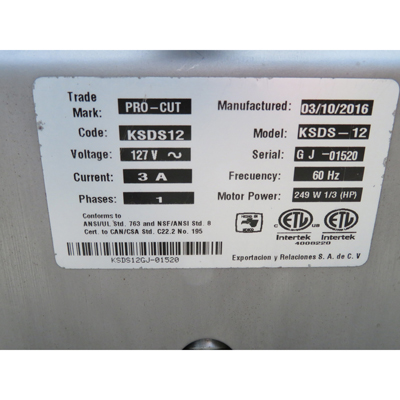 Trade Mark: PRO-CUT Manufactured: 03/10/2016
Code: KSDS12 Model: KSDS-12
Voltage: 127 V ~ Serial: GJ-01520
Current: 3 A Frecuency: 60 Hz
Phases: 1 Motor Power: 249 W 1/3 (HP)
Conforms to
ANSI/UL Std. 763 and NSF/ANSI Std. 8
Cert. to CAN/CSA Std. C22.2 No. 195
C ETL US Intertek ETL Intertek
4000220
KSDS12GJ-01520
Exportacion y Relaciones S. A. de C. V